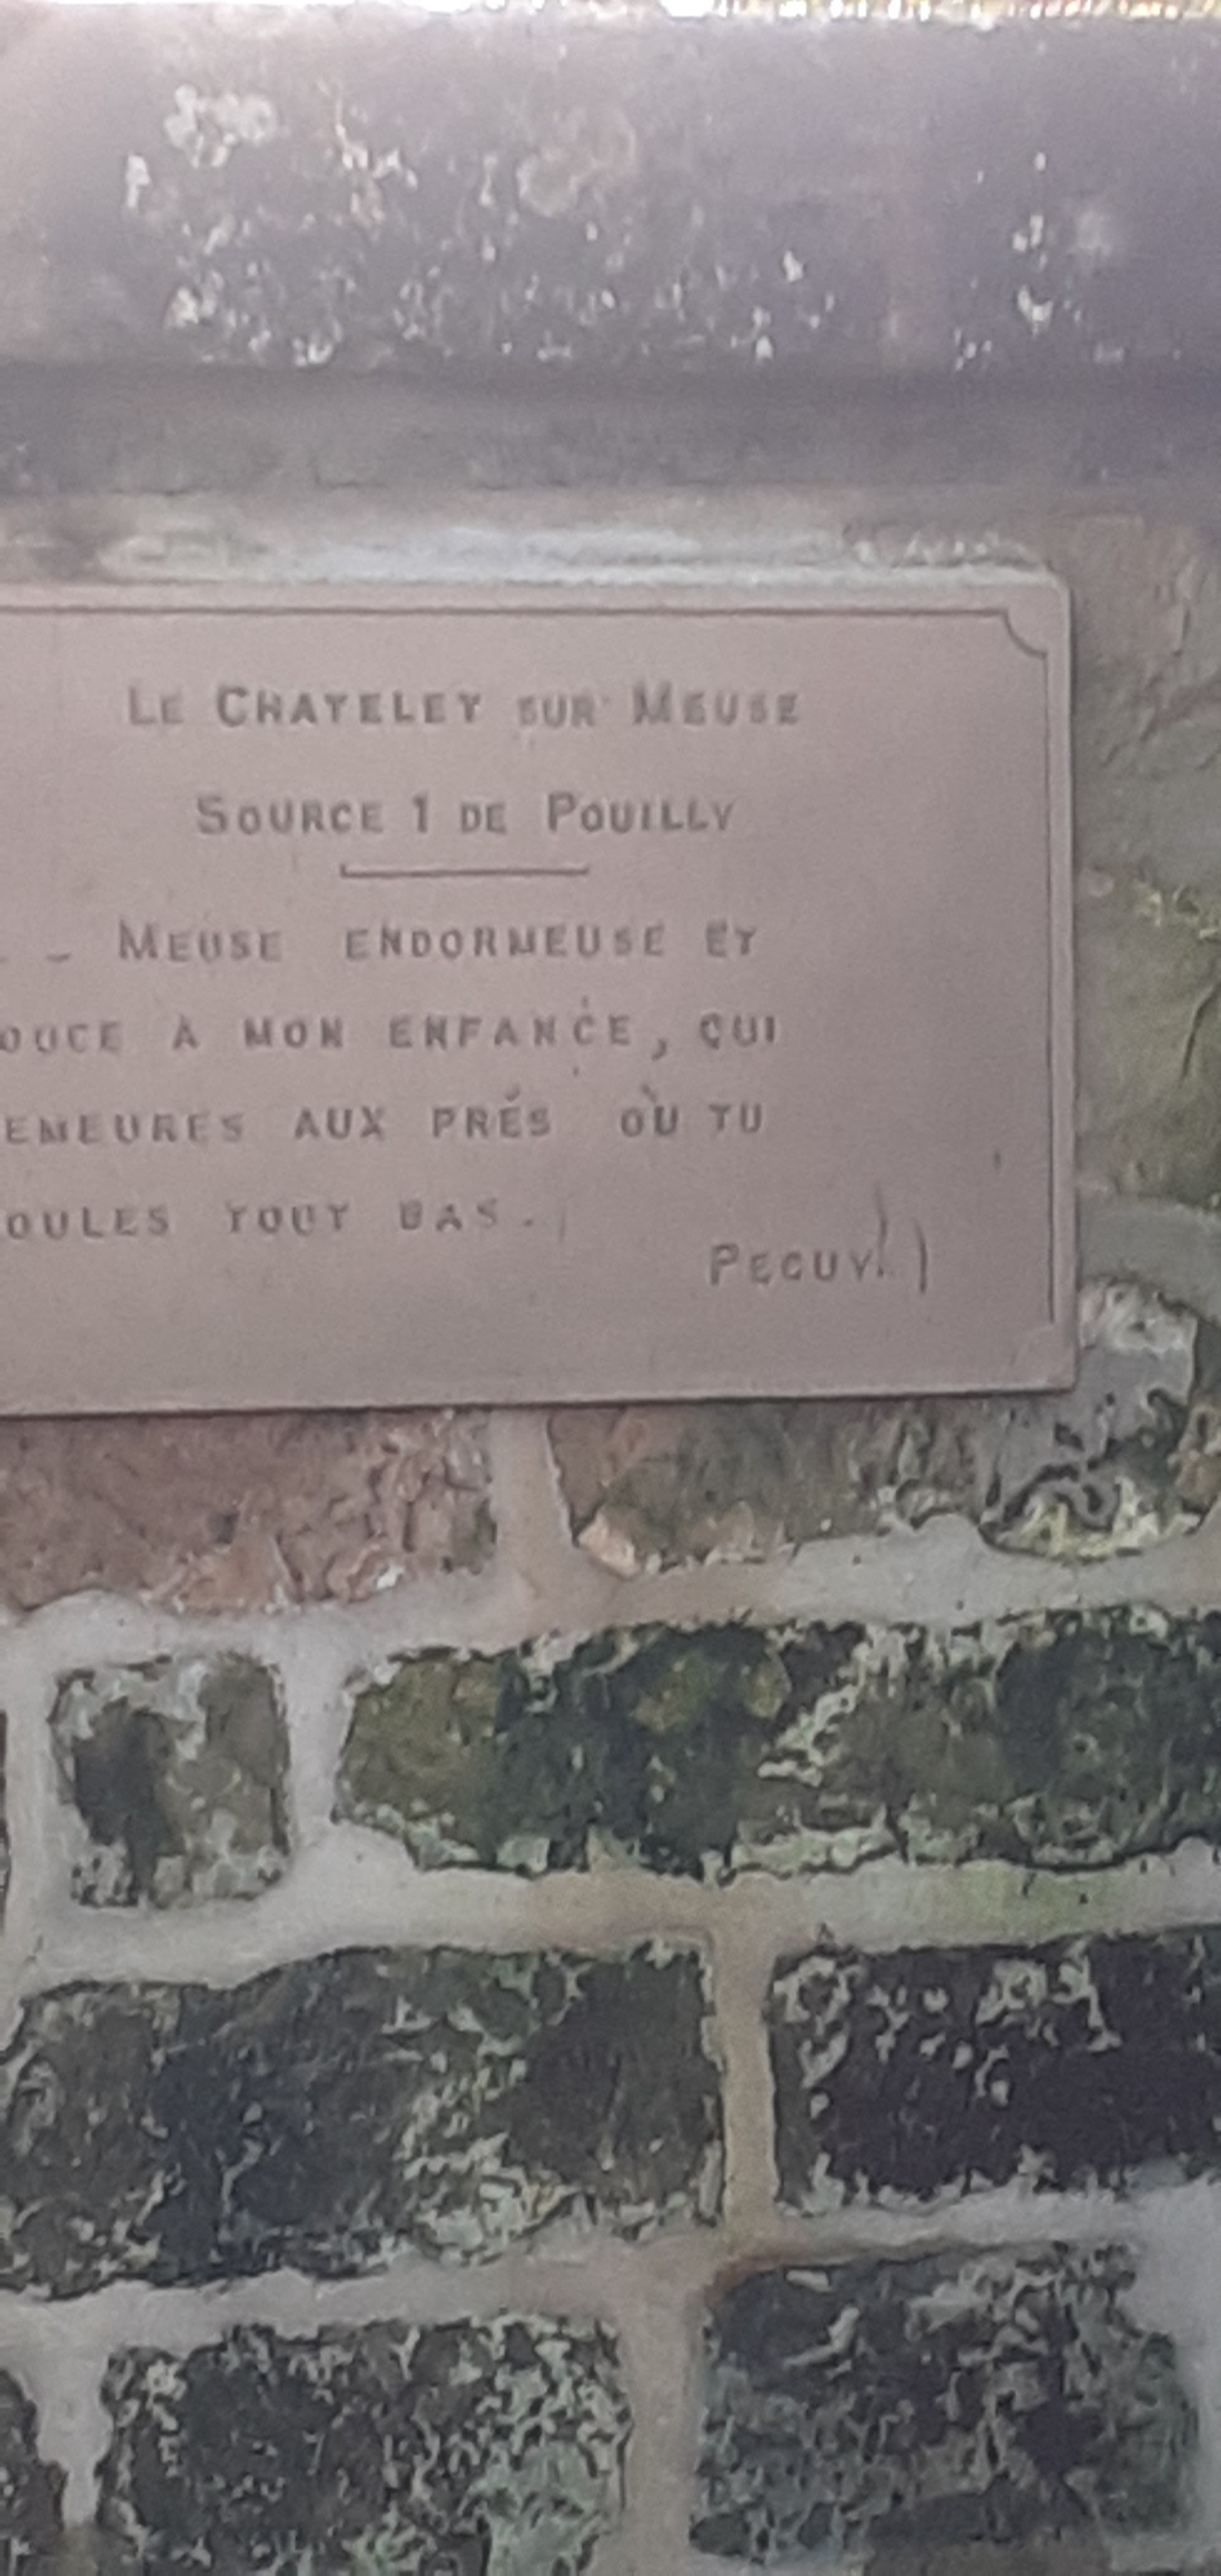 LE CHATELET SUR MEUSE
SOURCE 1 DE POUILLY
- MEUSE ENDORMEUSE ET
OUCE À MON ENFANCE, QUI
EMEURES AUX PRÉS OÙ TU
OULES TOUT BAS.
PEGUY